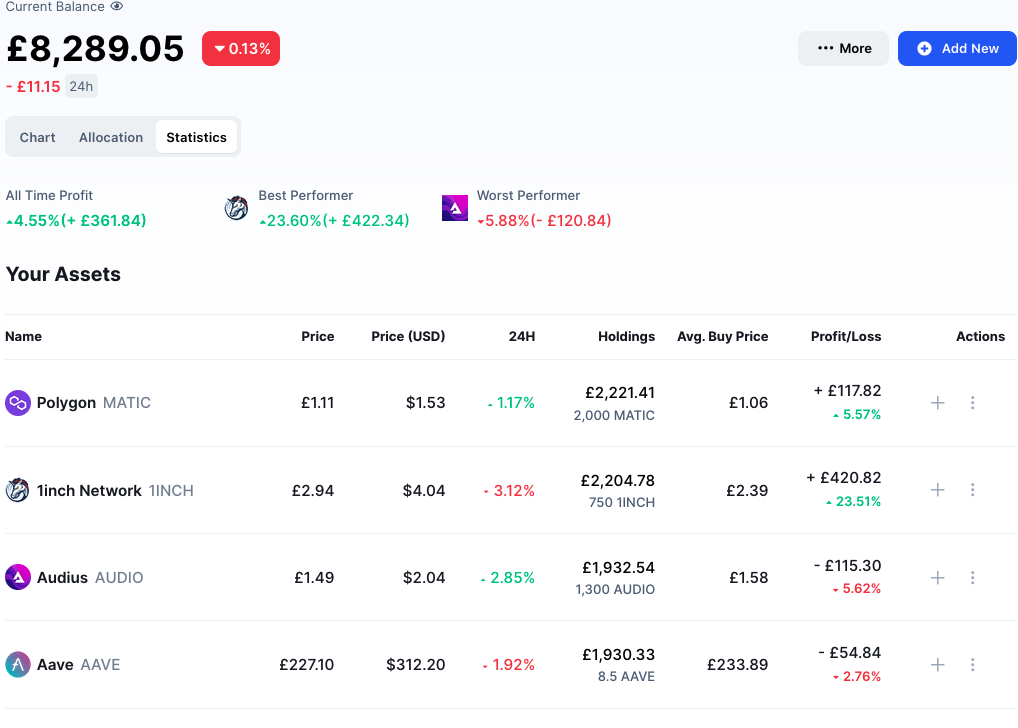 Current Balance
£8,289.05 0.13%
- £11.15 24h
More
Add New
Chart Allocation Statistics
All Time Profit
4.55%(+ £361.84)
Best Performer
23.60%(+ £422.34)
Worst Performer
5.88%(- £120.84)
Your Assets
Name Price Price (USD) 24H Holdings Avg. Buy Price Profit/Loss Actions
Polygon MATIC £1.11 $1.53 1.17% £2,221.41 £1.06 + £117.82
2,000 MATIC 5.57%
1inch Network 1INCH £2.94 $4.04 3.12% £2,204.78 £2.39 + £420.82
750 1INCH 23.51%
Audius AUDIO £1.49 $2.04 2.85% £1,932.54 £1.58 - £115.30
1,300 AUDIO 5.62%
Aave AAVE £227.10 $312.20 1.92% £1,930.33 £233.89 - £54.84
8.5 AAVE 2.76%